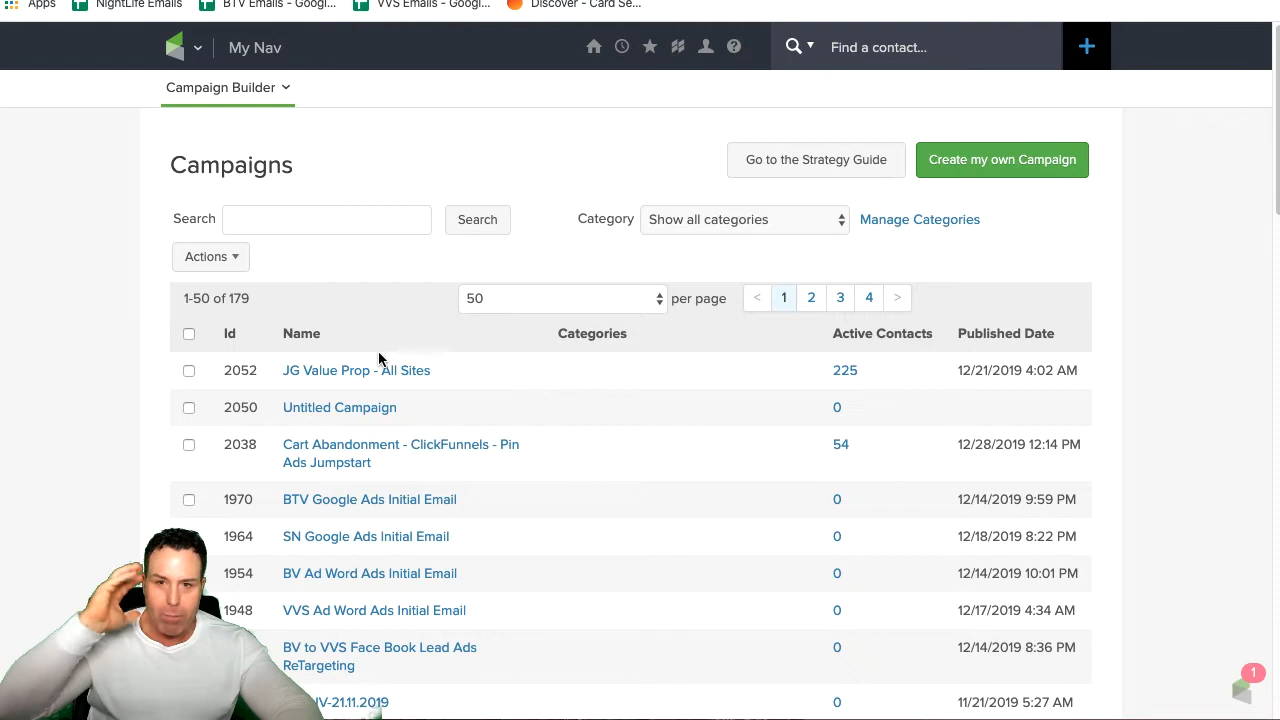 Apps NightLife Emails BTV Emails - Googl... VVS Emails - Googl... Discover - Card Se...
My Nav Find a contact...
Campaign Builder
Campaigns Go to the Strategy Guide Create my own Campaign
Search Search Category Show all categories Manage Categories
Actions
1-50 of 179 50 per page < 1 2 3 4 >
Id Name Categories Active Contacts Published Date
2052 JG Value Prop - All Sites 225 12/21/2019 4:02 AM
2050 Untitled Campaign 0
2038 Cart Abandonment - ClickFunnels - Pin 54 12/28/2019 12:14 PM
Ads Jumpstart
1970 BTV Google Ads Initial Email 0 12/14/2019 9:59 PM
1964 SN Google Ads Initial Email 0 12/18/2019 8:22 PM
1954 BV Ad Word Ads Initial Email 0 12/14/2019 10:01 PM
1948 VVS Ad Word Ads Initial Email 0 12/17/2019 4:34 AM
BV to VVS Face Book Lead Ads 0 12/14/2019 8:36 PM
ReTargeting
1
IV-21.11.2019 0 11/21/2019 5:27 AM